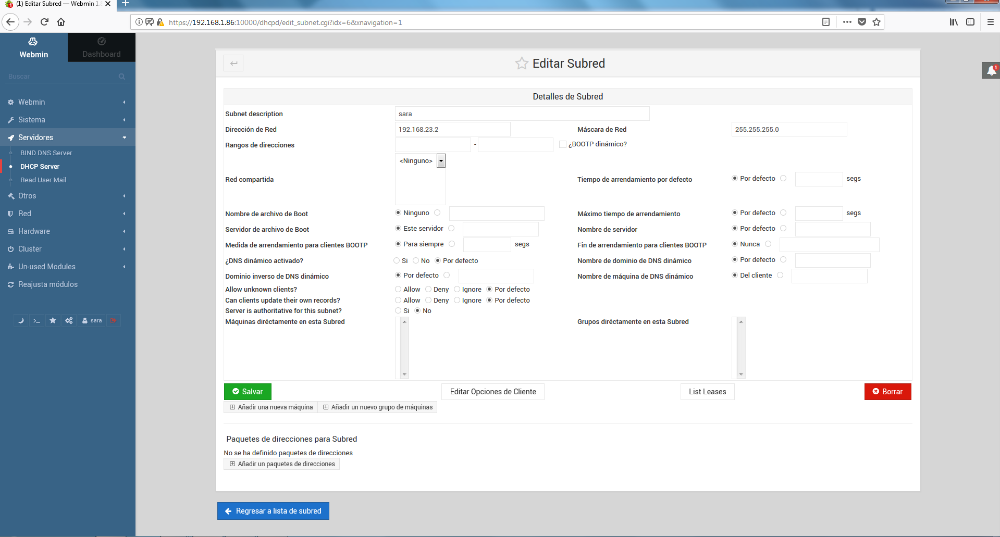 (1) Editar Subred — Webmin 1.
https://192.168.1.86:10000/dhcpd/edit_subnet.cgi?idx=6&xnavigation=1
Webmin
Dashboard
Buscar
Webmin
Sistema
Servidores
BIND DNS Server
DHCP Server
Read User Mail
Otros
Red
Hardware
Cluster
Un-used Modules
Reajusta módulos
sara
1
Editar Subred
Detalles de Subred
Subnet description sara
Dirección de Red 192.168.23.2 Máscara de Red 255.255.255.0
Rangos de direcciones - ¿BOOTP dinámico?
<Ninguno>
Red compartida Tiempo de arrendamiento por defecto Por defecto segs
Nombre de archivo de Boot Ninguno Máximo tiempo de arrendamiento Por defecto segs
Servidor de archivo de Boot Este servidor Nombre de servidor Por defecto
Medida de arrendamiento para clientes BOOTP Para siempre segs Fin de arrendamiento para clientes BOOTP Nunca
¿DNS dinámico activado? Si No Por defecto Nombre de dominio de DNS dinámico Por defecto
Dominio inverso de DNS dinámico Por defecto Nombre de máquina de DNS dinámico Del cliente
Allow unknown clients? Allow Deny Ignore Por defecto
Can clients update their own records? Allow Deny Ignore Por defecto
Server is authoritative for this subnet? Si No
Máquinas diréctamente en esta Subred Grupos diréctamente en esta Subred
Salvar Editar Opciones de Cliente List Leases Borrar
Añadir una nueva máquina Añadir un nuevo grupo de máquinas
Paquetes de direcciones para Subred
No se ha definido paquetes de direcciones
Añadir un paquetes de direcciones
Regresar a lista de subred